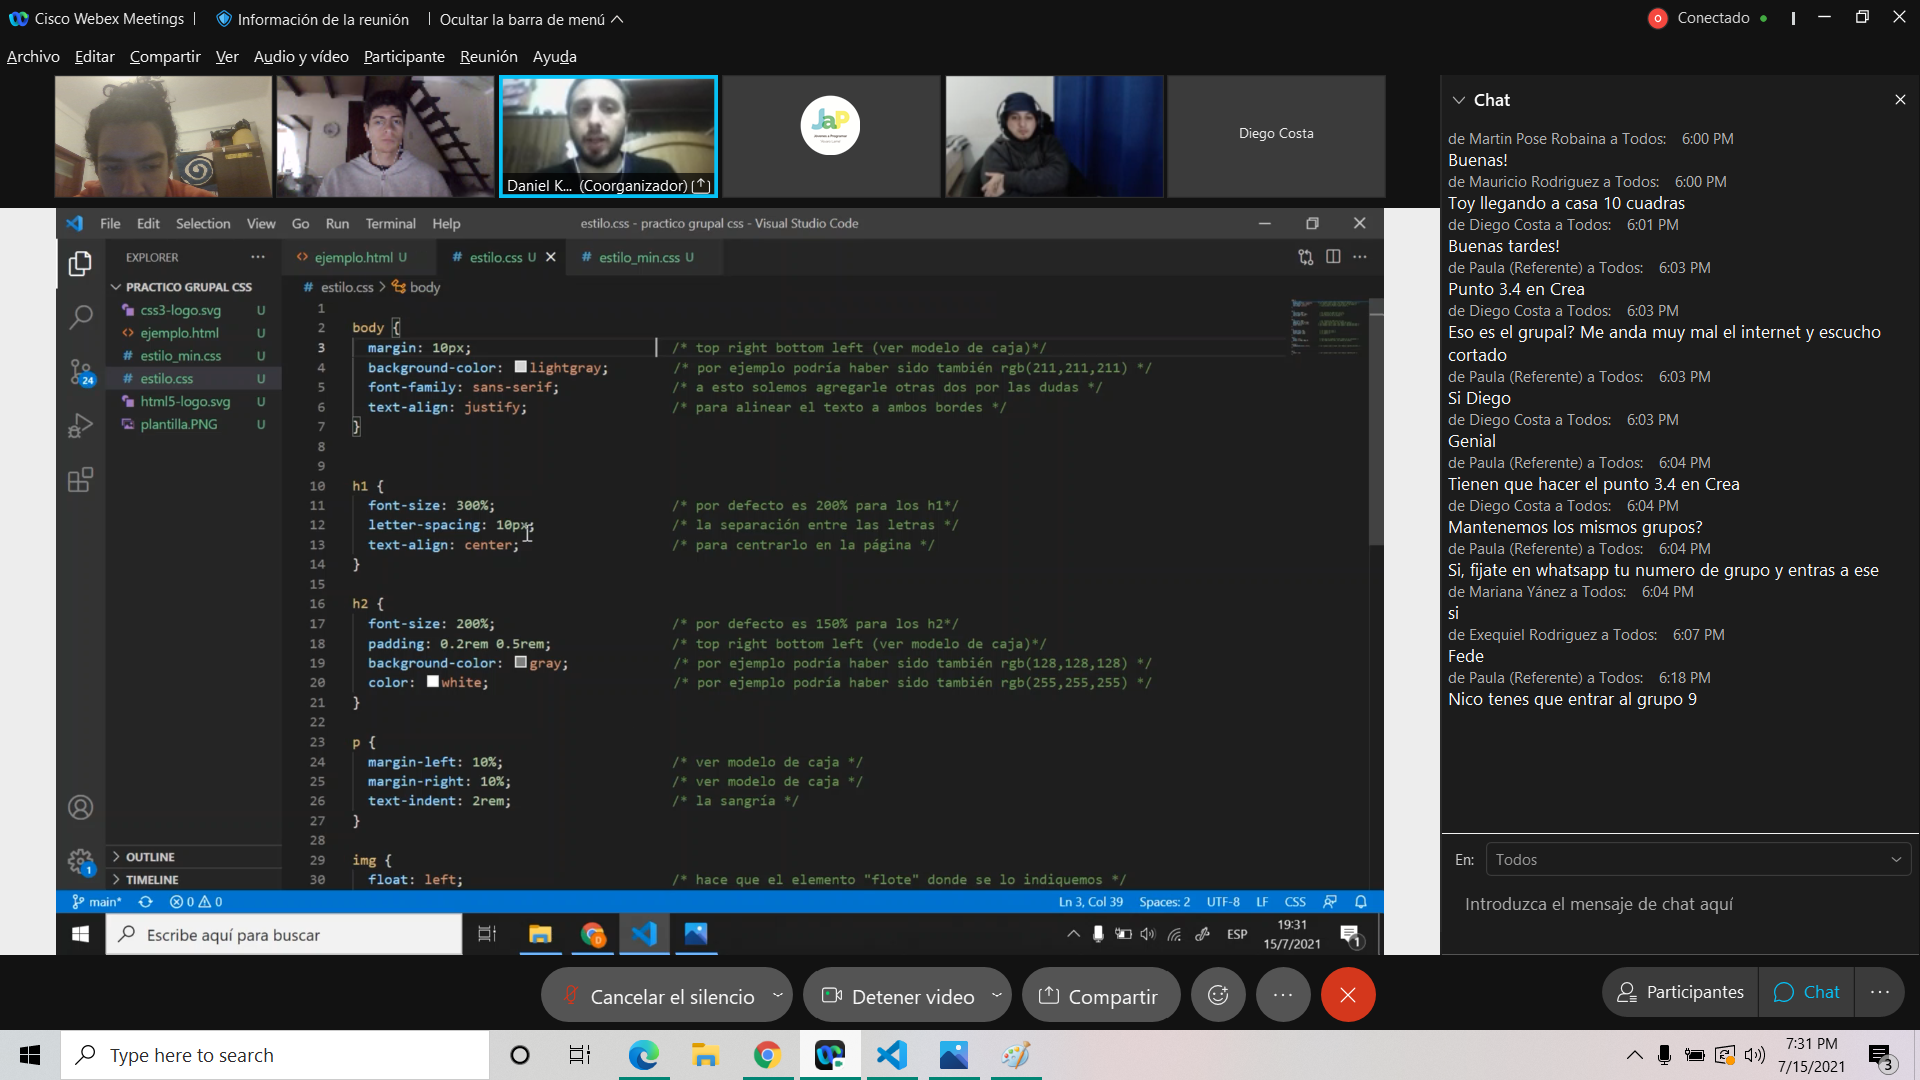 Cisco Webex Meetings
Información de la reunión
Ocultar la barra de menú
Conectado
Archivo Editar Compartir Ver Audio y vídeo Participante Reunión Ayuda
Daniel K... (Coorganizador)
JaP
Diego Costa
File Edit Selection View Go Run Terminal Help
estilo.css - practico grupal css - Visual Studio Code
EXPLORER
ejemplo.html U
# estilo.css U
# estilo_min.css U
PRACTICO GRUPAL CSS
css3-logo.svg U
ejemplo.html U
# estilo_min.css U
# estilo.css U
html5-logo.svg U
plantilla.PNG U
24
1
OUTLINE
TIMELINE
# estilo.css > body
1
2 body {
3 margin: 10px; /* top right bottom left (ver modelo de caja)*/
4 background-color: lightgray; /* por ejemplo podría haber sido también rgb(211,211,211) */
5 font-family: sans-serif; /* a esto solemos agregarle otras dos por las dudas */
6 text-align: justify; /* para alinear el texto a ambos bordes */
7 }
8
9
10 h1 {
11 font-size: 300%; /* por defecto es 200% para los h1*/
12 letter-spacing: 10px; /* la separación entre las letras */
13 text-align: center; /* para centrarlo en la página */
14 }
15
16 h2 {
17 font-size: 200%; /* por defecto es 150% para los h2*/
18 padding: 0.2rem 0.5rem; /* top right bottom left (ver modelo de caja)*/
19 background-color: gray; /* por ejemplo podría haber sido también rgb(128,128,128) */
20 color: white; /* por ejemplo podría haber sido también rgb(255,255,255) */
21 }
22
23 p {
24 margin-left: 10%; /* ver modelo de caja */
25 margin-right: 10%; /* ver modelo de caja */
26 text-indent: 2rem; /* la sangría */
27 }
28
29 img {
30 float: left; /* hace que el elemento "flote" donde se lo indiquemos */
main* 0 0
Ln 3, Col 39 Spaces: 2 UTF-8 LF CSS
Escribe aquí para buscar
ESP
19:31
15/7/2021
1
Chat
de Martin Pose Robaina a Todos: 6:00 PM
Buenas!
de Mauricio Rodriguez a Todos: 6:00 PM
Toy llegando a casa 10 cuadras
de Diego Costa a Todos: 6:01 PM
Buenas tardes!
de Paula (Referente) a Todos: 6:03 PM
Punto 3.4 en Crea
de Diego Costa a Todos: 6:03 PM
Eso es el grupal? Me anda muy mal el internet y escucho
cortado
de Paula (Referente) a Todos: 6:03 PM
Si Diego
de Diego Costa a Todos: 6:03 PM
Genial
de Paula (Referente) a Todos: 6:04 PM
Tienen que hacer el punto 3.4 en Crea
de Diego Costa a Todos: 6:04 PM
Mantenemos los mismos grupos?
de Paula (Referente) a Todos: 6:04 PM
Si, fijate en whatsapp tu numero de grupo y entras a ese
de Mariana Yánez a Todos: 6:04 PM
si
de Exequiel Rodriguez a Todos: 6:07 PM
Fede
de Paula (Referente) a Todos: 6:18 PM
Nico tenes que entrar al grupo 9
En: Todos
Introduzca el mensaje de chat aquí
Cancelar el silencio
Detener video
Compartir
Participantes
Chat
Type here to search
7:31 PM
7/15/2021
3